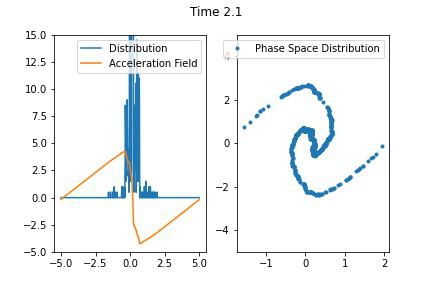 Time 2.1
Distribution
Acceleration Field
15.0
12.5
10.0
7.5
5.0
2.5
0.0
−2.5
−5.0
−5.0 −2.5 0.0 2.5 5.0
Phase Space Distribution
4
2
0
−2
−4
−1 0 1 2